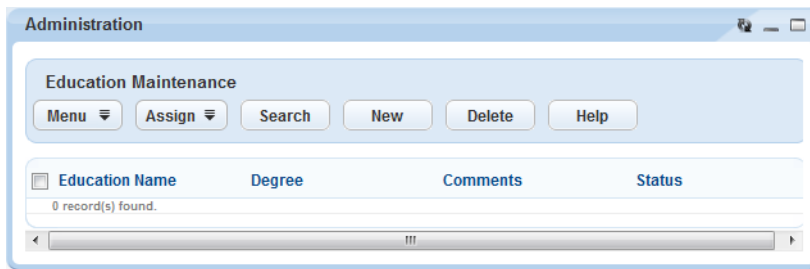 Administration
Education Maintenance
Menu Assign Search New Delete Help
Education Name Degree Comments Status
0 record(s) found.